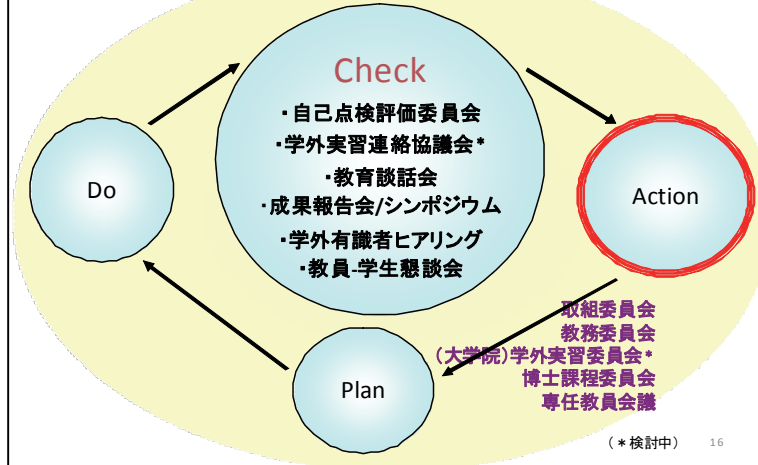 Check
・自己点検評価委員会
・学外実習連絡協議会*
・教育談話会
・成果報告会/シンポジウム
・学外有識者ヒアリング
・教員-学生懇談会
Do
Action
Plan
取組委員会
教務委員会
(大学院)学外実習委員会*
博士課程委員会
専任教員会議
(*検討中)
16